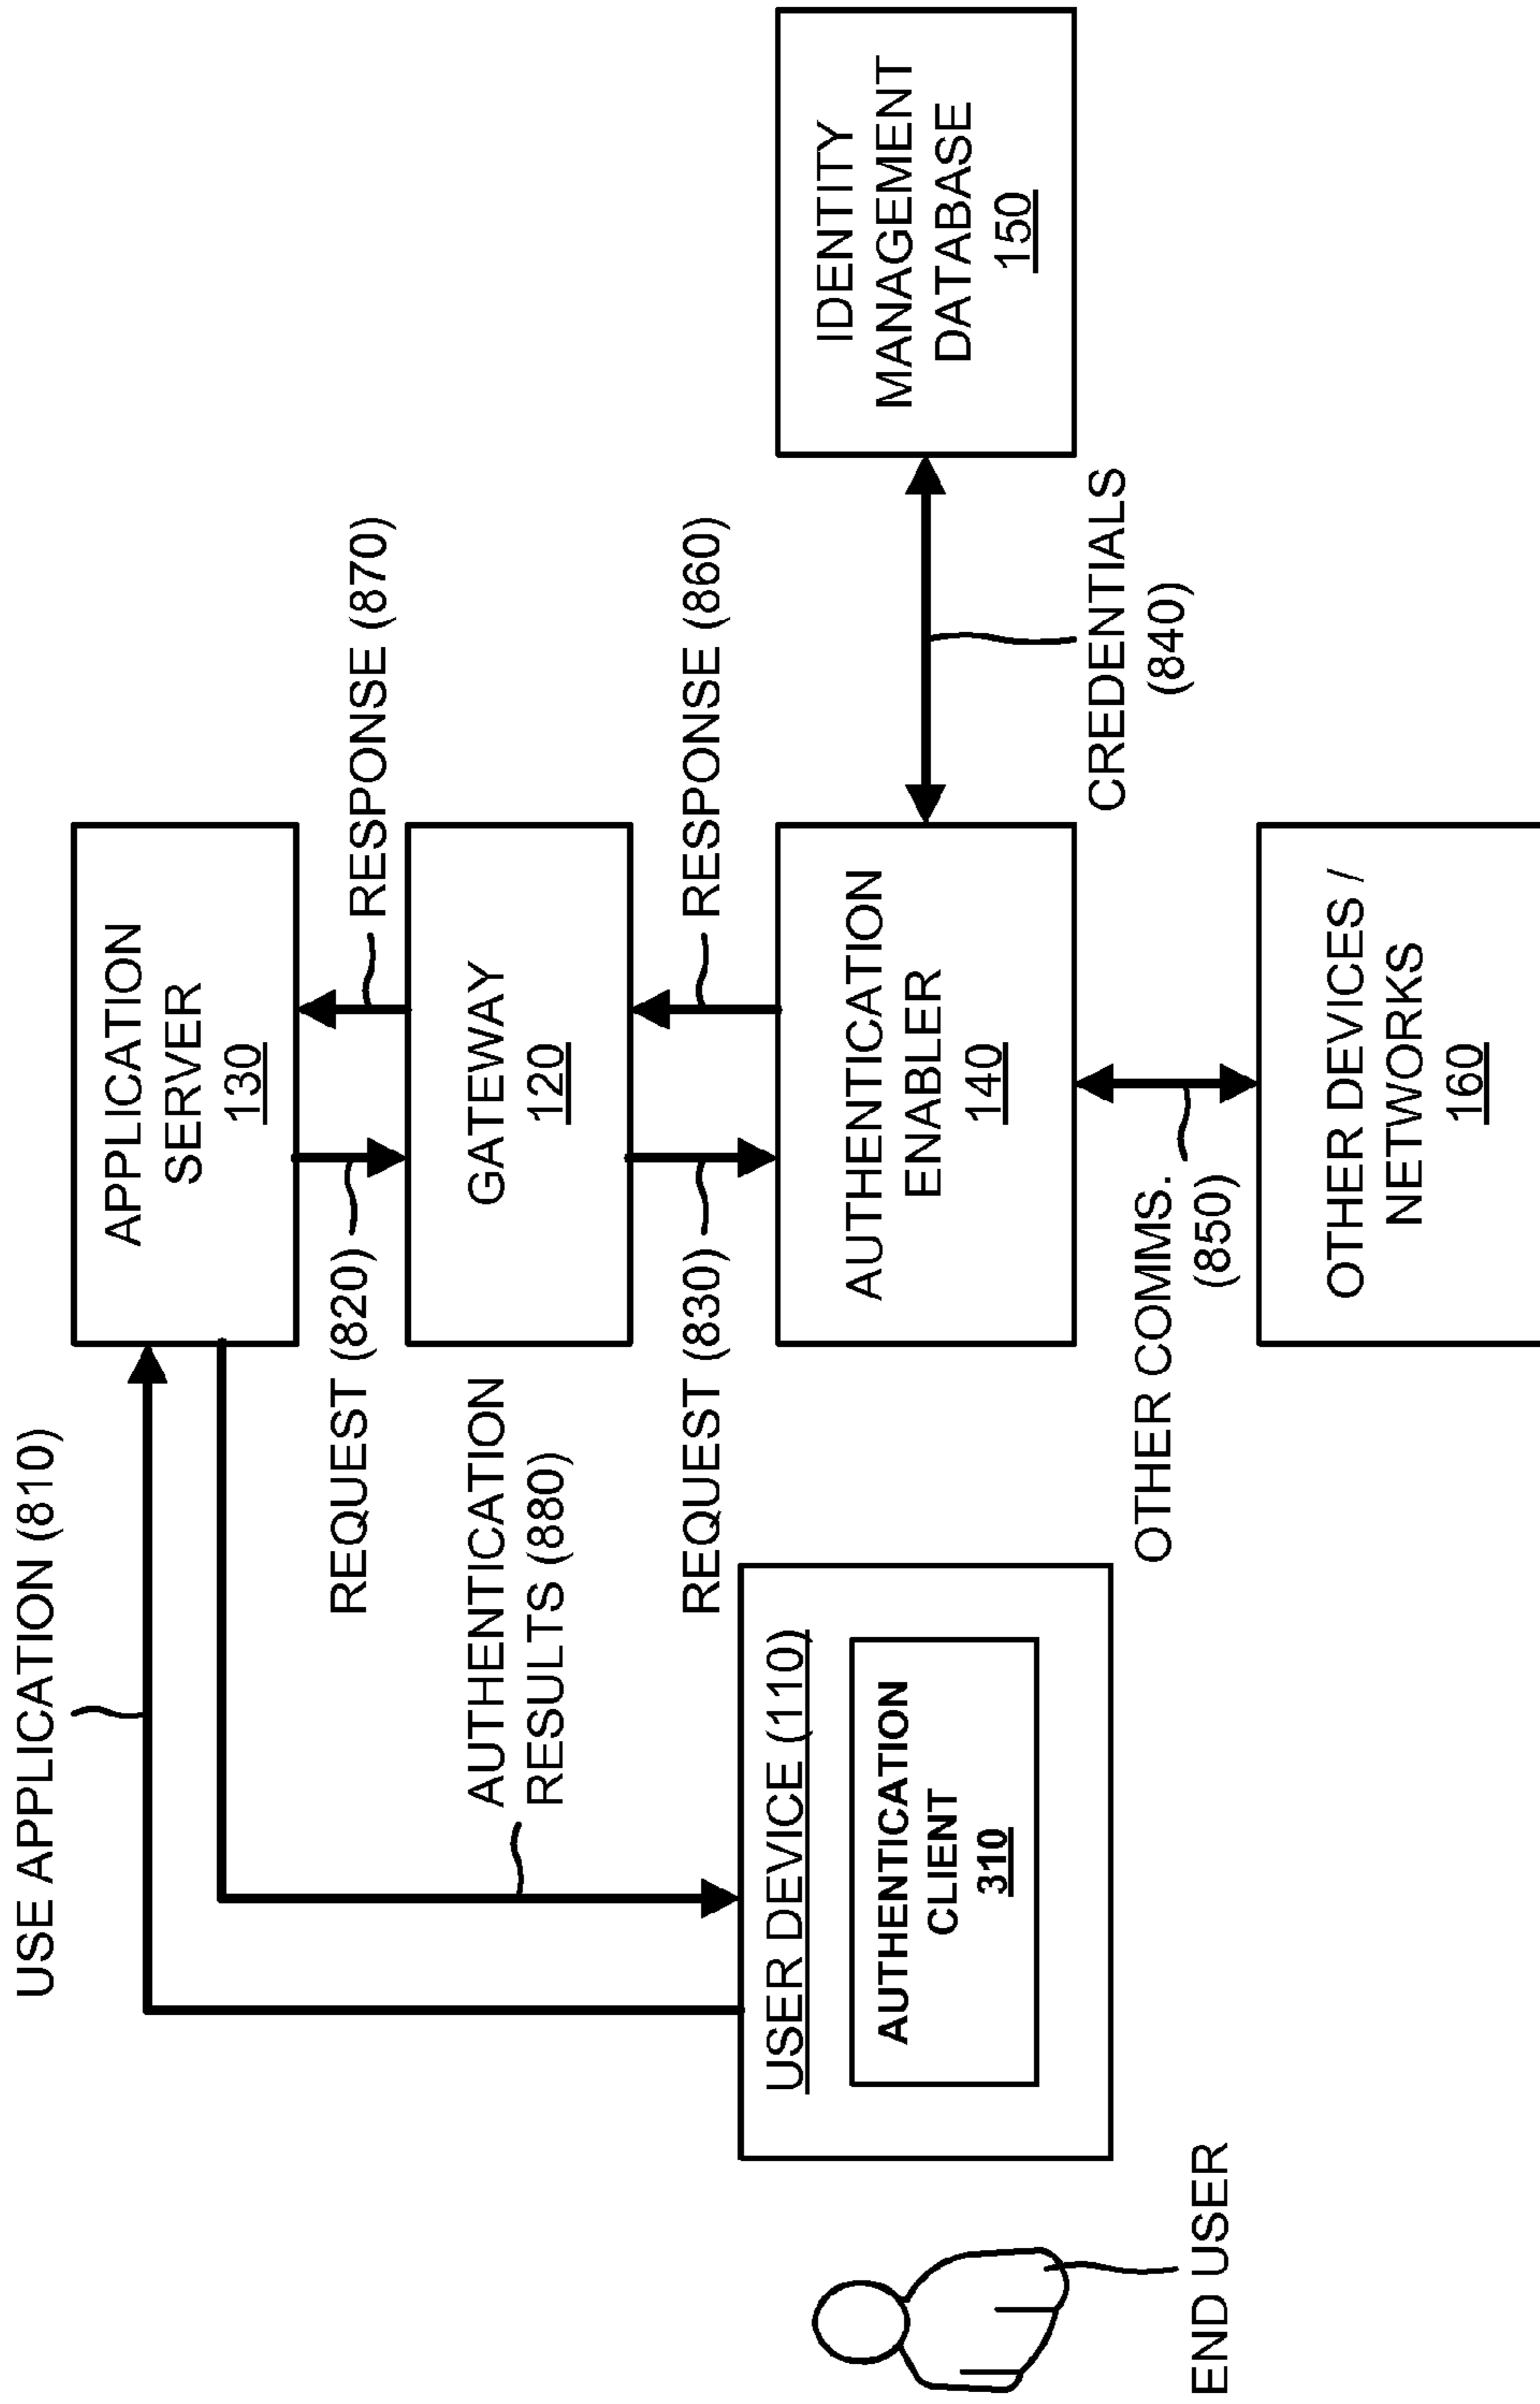 USE APPLICATION (810)
APPLICATION
SERVER
130
REQUEST (820)
RESPONSE (870)
AUTHENTICATION
RESULTS (880)
GATEWAY
120
REQUEST (830)
RESPONSE (860)
END USER
USER DEVICE (110)
AUTHENTICATION
CLIENT
310
AUTHENTICATION
ENABLER
140
IDENTITY
MANAGEMENT
DATABASE
150
CREDENTIALS
(840)
OTHER COMMS.
(850)
OTHER DEVICES /
NETWORKS
160